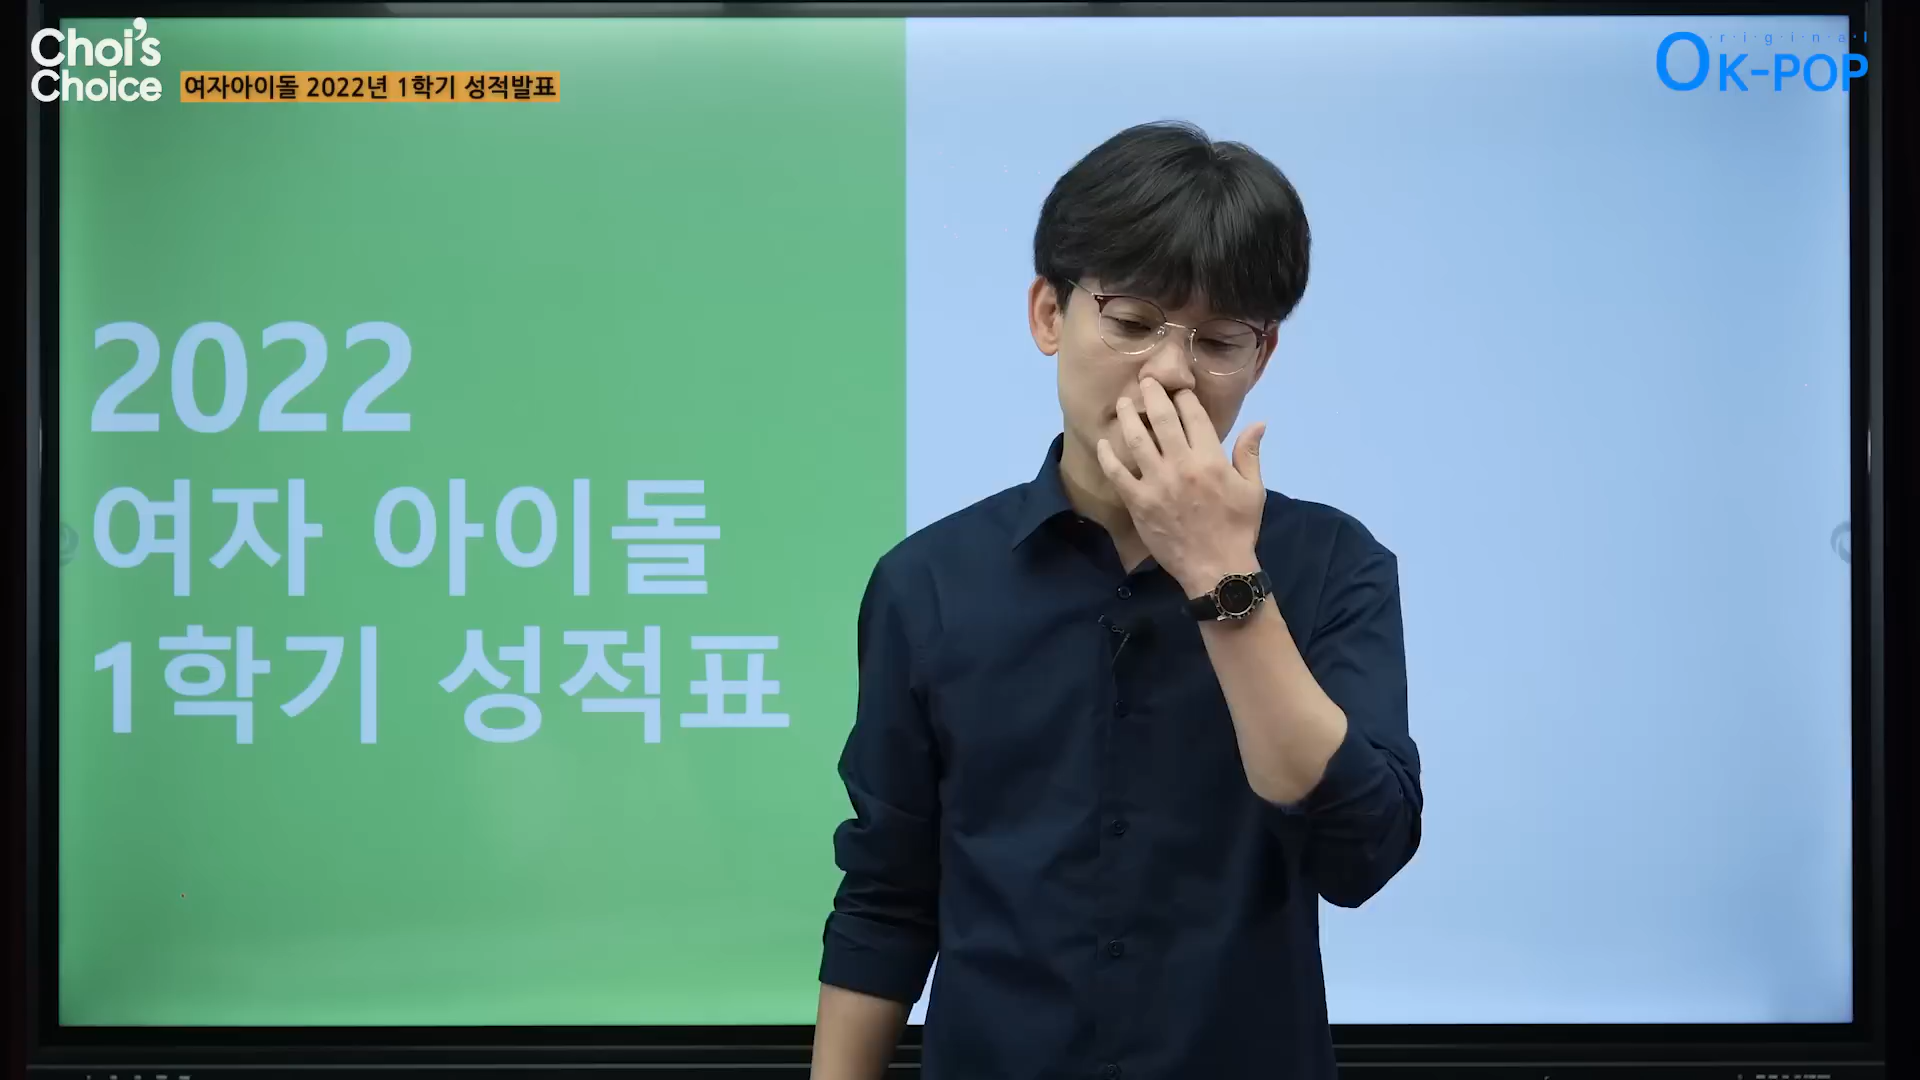 Choi's
Choice
여자아이돌 2022년 1학기 성적발표
Original
K-POP
2022
여자 아이돌
1학기 성적표